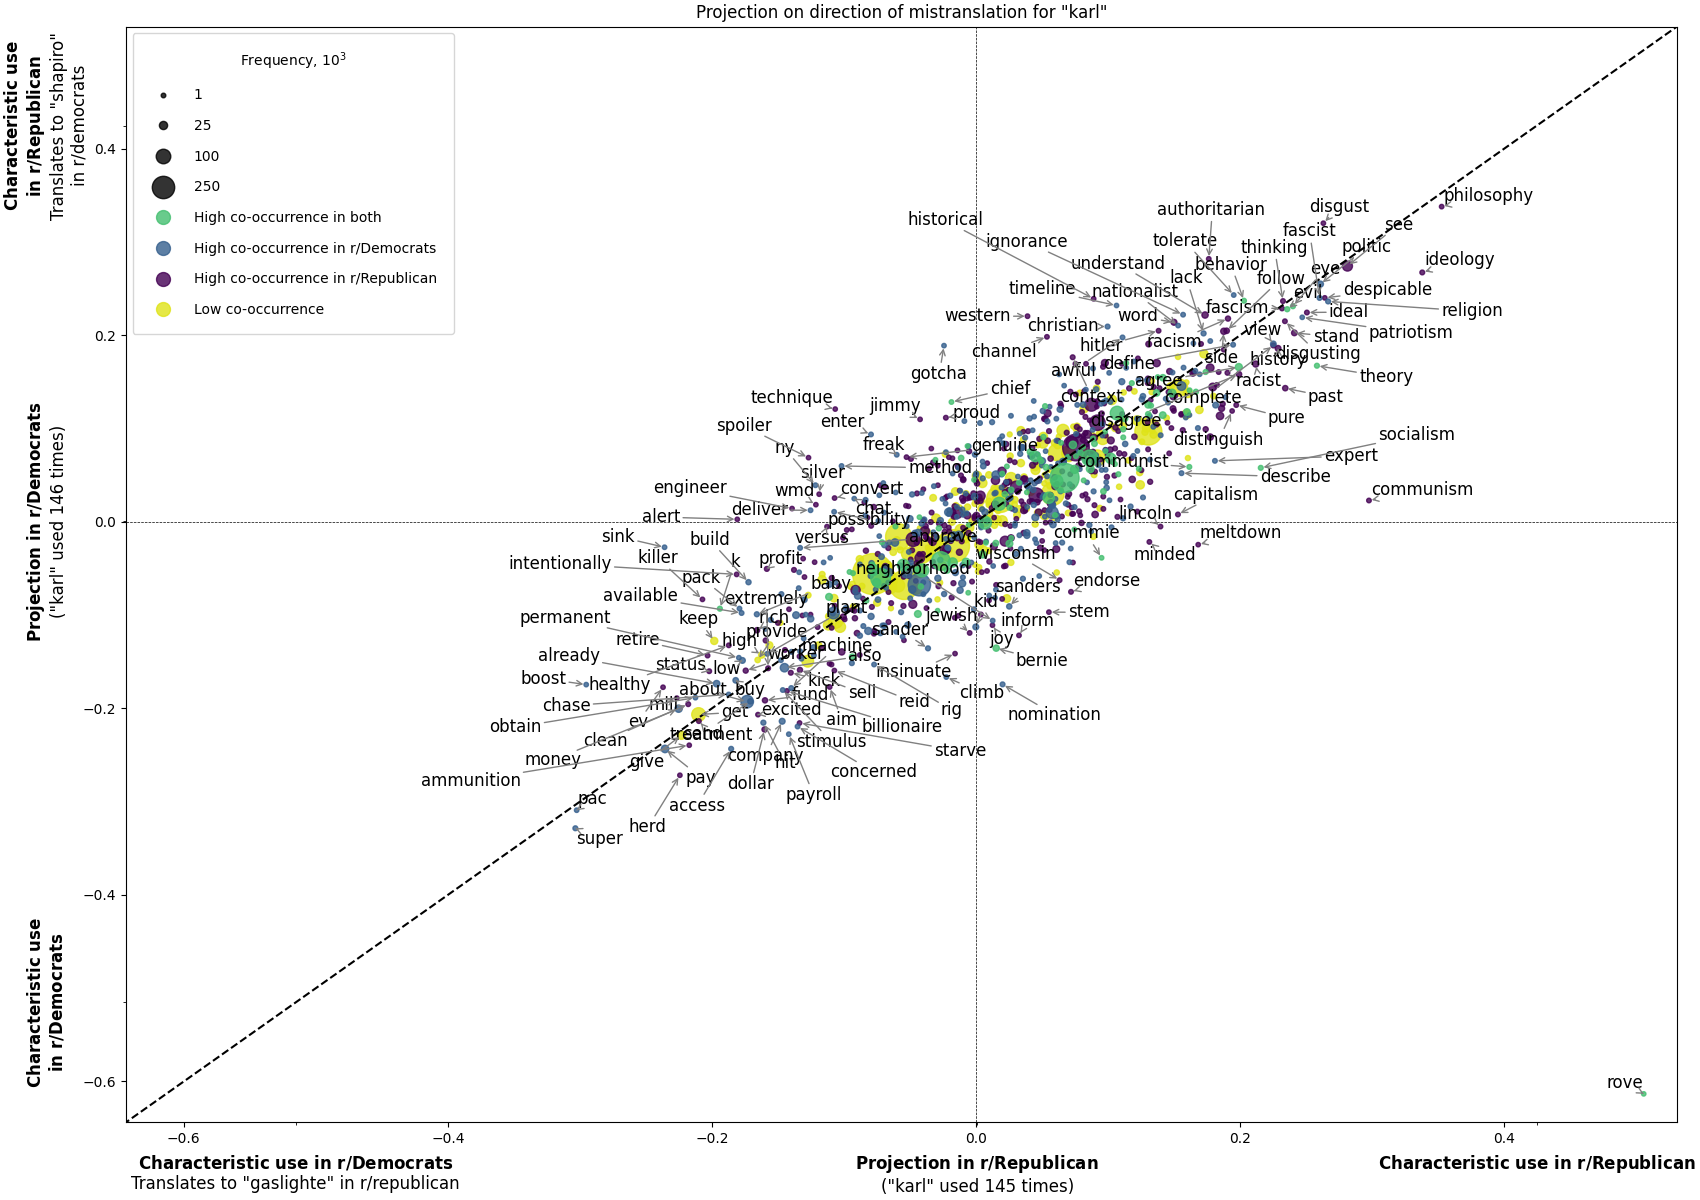 Projection on direction of mistranslation for "karl"
Characteristic use
in r/Republican
Translates to "shapiro"
in r/democrats
Projection in r/Democrats
("karl" used 146 times)
Characteristic use
in r/Democrats
Frequency, 10³
1
25
100
250
High co-occurrence in both
High co-occurrence in r/Democrats
High co-occurrence in r/Republican
Low co-occurrence
0.4
0.2
0.0
−0.2
−0.4
−0.6
philosophy
disgust
authoritarian
historical
see
fascist
tolerate
ignorance
thinking
politic
understand
behavior
ideology
eye
lack
follow
timeline
nationalist
evil
despicable
western
word
fascism
ideal
religion
christian
view
stand
patriotism
channel
hitler
racism
disgusting
define
side
history
gotcha
awful
theory
chief
agree
racist
technique
context
complete
past
jimmy
proud
enter
disagree
pure
spoiler
distinguish
socialism
ny
freak
genuine
communist
expert
silver
method
describe
engineer
wmd
convert
capitalism
communism
deliver
chat
alert
possibility
lincoln
sink
build
versus
approve
commie
meltdown
intentionally
killer
k
profit
wisconsin
minded
pack
neighborhood
available
baby
sanders
endorse
extremely
permanent
keep
rich
plant
kid
stem
provide
jewish
inform
retire
high
sander
joy
already
status
low
worker
machine
also
insinuate
bernie
boost
healthy
kick
chase
about
buy
fund
sell
reid
climb
obtain
mill
get
excited
aim
rig
nomination
ev
billionaire
clean
treatment
send
stimulus
money
give
company
hit
starve
ammunition
pay
dollar
concerned
pac
access
payroll
herd
super
rove
−0.6
−0.4
−0.2
0.0
0.2
0.4
Characteristic use in r/Democrats
Translates to "gaslighte" in r/republican
Projection in r/Republican
("karl" used 145 times)
Characteristic use in r/Republican